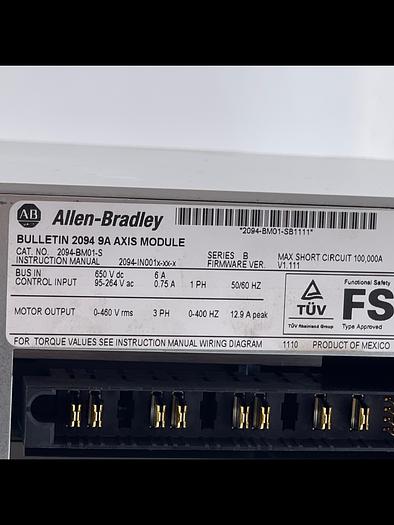 AB Allen-Bradley
*2094-BM01-SB1111*
BULLETIN 2094 9A AXIS MODULE
CAT. NO. 2094-BM01-S SERIES B MAX SHORT CIRCUIT 100,000A
INSTRUCTION MANUAL 2094-IN001x-xx-x FIRMWARE VER. V1.111
BUS IN 650 V dc 6 A
CONTROL INPUT 95-264 V ac 0.75 A 1 PH 50/60 HZ
MOTOR OUTPUT 0-460 V rms 3 PH 0-400 HZ 12.9 A peak
TÜV
TÜV Rheinland Group
Functional Safety
FS
Type Approved
FOR TORQUE VALUES SEE INSTRUCTION MANUAL WIRING DIAGRAM 1110 PRODUCT OF MEXICO